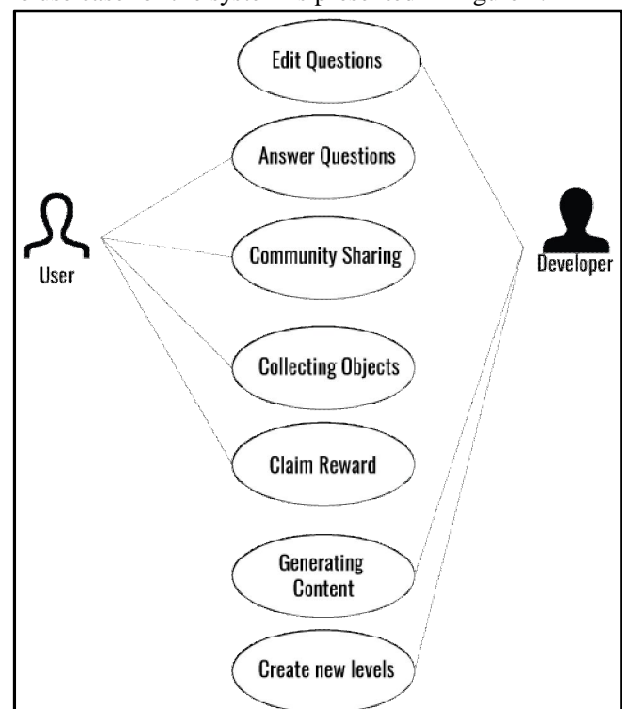 Edit Questions
Answer Questions
Community Sharing
User
Developer
Collecting Objects
Claim Reward
Generating
Content
Create new levels